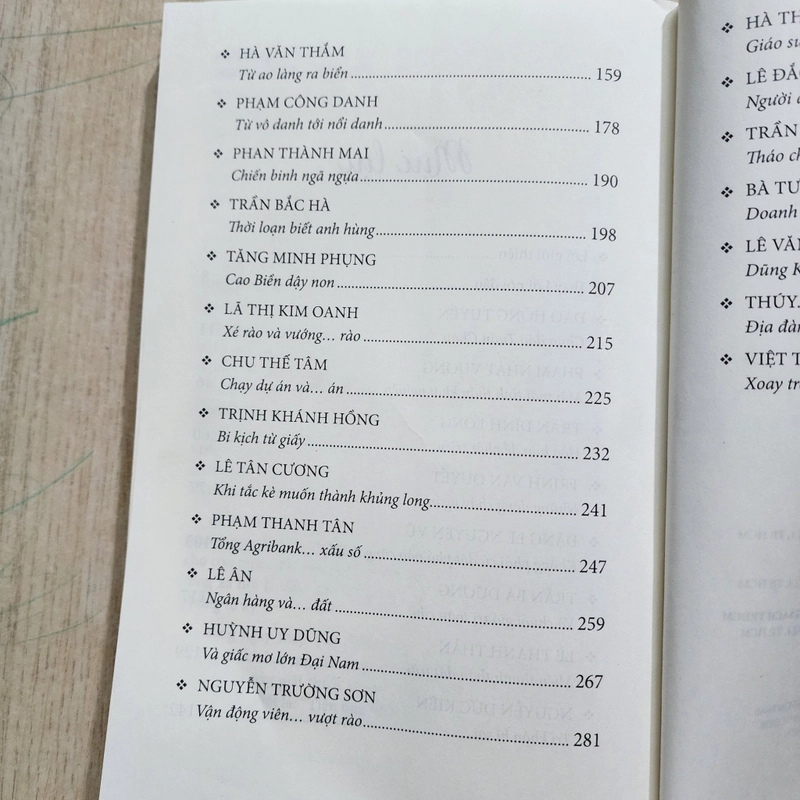 ❖ HÀ VĂN THẮM
Từ ao làng ra biển........................................159
❖ PHẠM CÔNG DANH
Từ vô danh tới nổi danh........................................178
❖ PHAN THÀNH MAI
Chiến binh ngã ngựa........................................190
❖ TRẦN BẮC HÀ
Thời loạn biết anh hùng........................................198
❖ TĂNG MINH PHỤNG
Cao Biền dậy non........................................207
❖ LÃ THỊ KIM OANH
Xé rào và vướng... rào........................................215
❖ CHU THẾ TÂM
Chạy dự án và... án........................................225
❖ TRỊNH KHÁNH HỒNG
Bi kịch từ giấy........................................232
❖ LÊ TÂN CƯƠNG
Khi tắc kè muốn thành khủng long........................................241
❖ PHẠM THANH TÂN
Tổng Agribank... xấu số........................................247
❖ LÊ ÂN
Ngân hàng và... đất........................................259
❖ HUỲNH UY DŨNG
Và giấc mơ lớn Đại Nam........................................267
❖ NGUYỄN TRƯỜNG SƠN
Vận động viên... vượt rào........................................281
❖ HÀ TH
Giáo sư
❖ LÊ ĐẮ
Người
❖ TRẦN
Tháo ch
❖ BÀ TƯ
Doanh
❖ LÊ VĂN
Dũng K
❖ THÚY
Địa đàn
❖ VIỆT T
Xoay tr